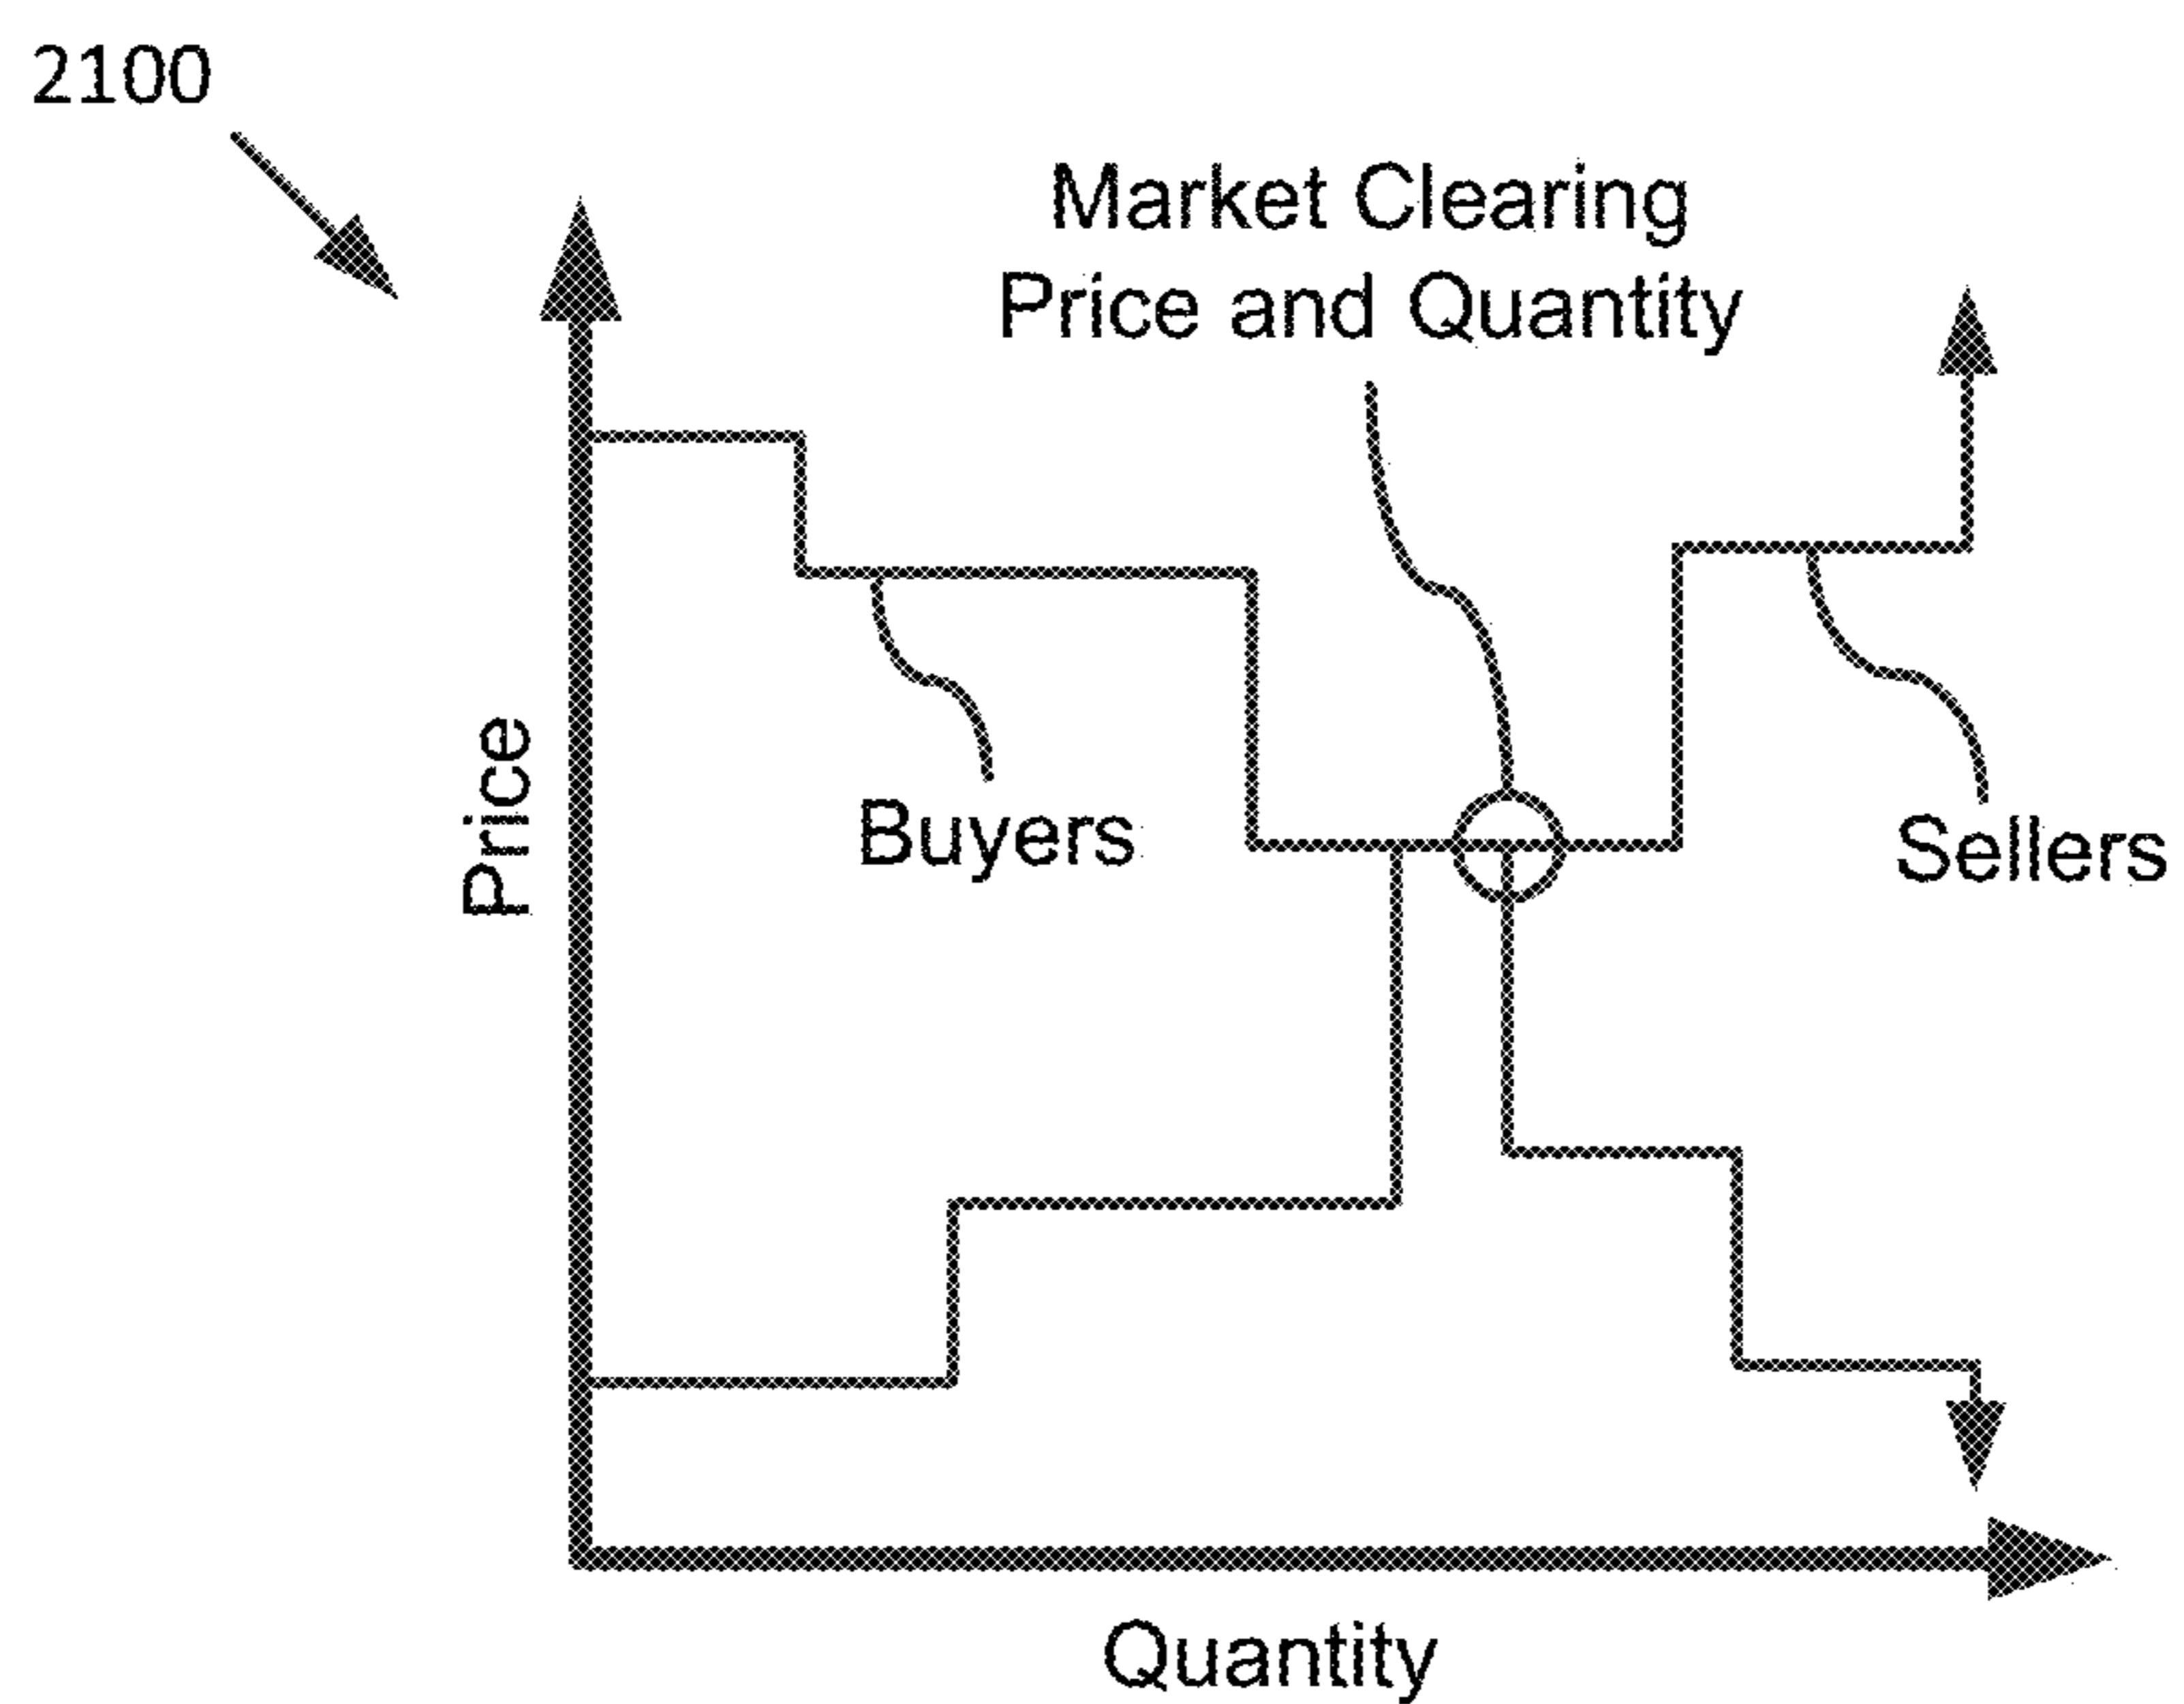 2100
Market Clearing
Price and Quantity
Price
Buyers
Sellers
Quantity